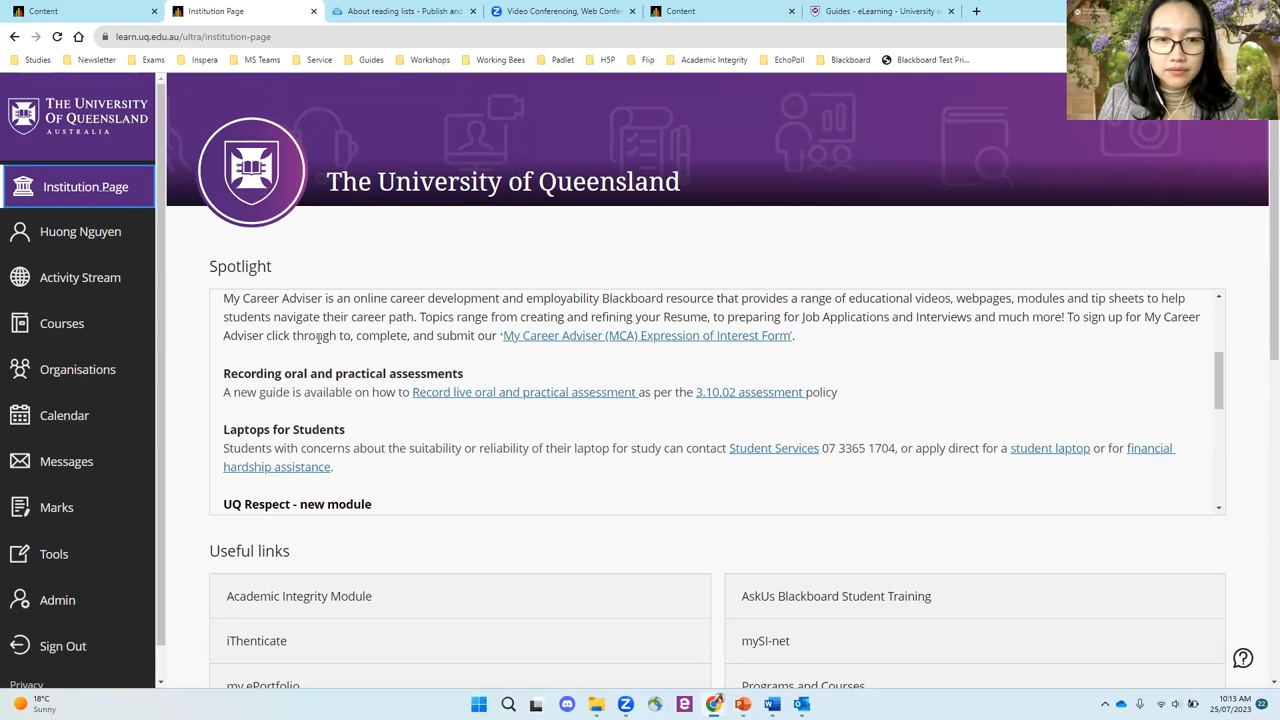 Content
Institution Page
About reading lists - Publish and
Video Conferencing, Web Confe
Content
Guides - eLearning - University o
learn.uq.edu.au/ultra/institution-page
Studies
Newsletter
Exams
Inspera
MS Teams
Service
Guides
Workshops
Working Bees
Padlet
H5P
Flip
Academic Integrity
EchoPoll
Blackboard
Blackboard Test Pri...
THE UNIVERSITY
OF QUEENSLAND
AUSTRALIA
Institution Page
Huong Nguyen
Activity Stream
Courses
Organisations
Calendar
Messages
Marks
Tools
Admin
Sign Out
Privacy
The University of Queensland
Spotlight
My Career Adviser is an online career development and employability Blackboard resource that provides a range of educational videos, webpages, modules and tip sheets to help
students navigate their career path. Topics range from creating and refining your Resume, to preparing for Job Applications and Interviews and much more! To sign up for My Career
Adviser click through to, complete, and submit our ‘My Career Adviser (MCA) Expression of Interest Form’.
Recording oral and practical assessments
A new guide is available on how to Record live oral and practical assessment as per the 3.10.02 assessment policy
Laptops for Students
Students with concerns about the suitability or reliability of their laptop for study can contact Student Services 07 3365 1704, or apply direct for a student laptop or for financial
hardship assistance.
UQ Respect - new module
Useful links
Academic Integrity Module
AskUs Blackboard Student Training
iThenticate
mySI-net
my.ePortfolio
Programs and Courses
18°C
Sunny
10:13 AM
25/07/2023
22